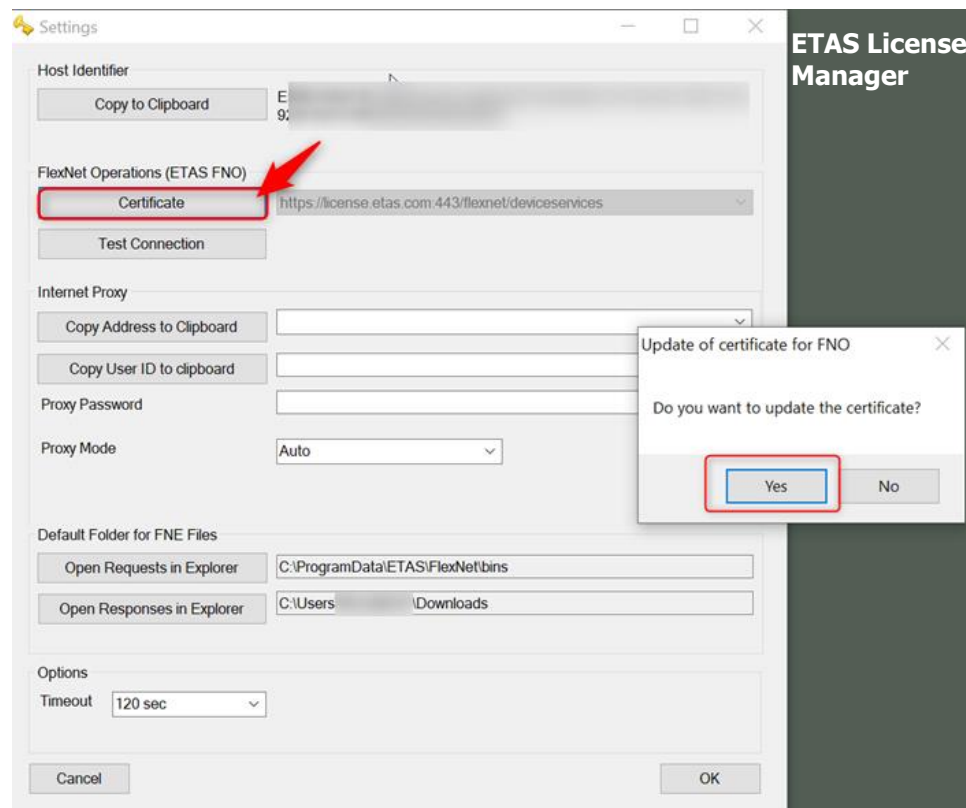 Settings
ETAS License
Manager
Host Identifier
Copy to Clipboard
E
92
FlexNet Operations (ETAS FNO)
Certificate
https://license.etas.com:443/flexnet/deviceservices
Test Connection
Internet Proxy
Copy Address to Clipboard
Copy User ID to clipboard
Proxy Password
Proxy Mode
Auto
Update of certificate for FNO
Do you want to update the certificate?
Yes
No
Default Folder for FNE Files
Open Requests in Explorer
C:\ProgramData\ETAS\FlexNet\bins
Open Responses in Explorer
C:\Users \Downloads
Options
Timeout
120 sec
Cancel
OK